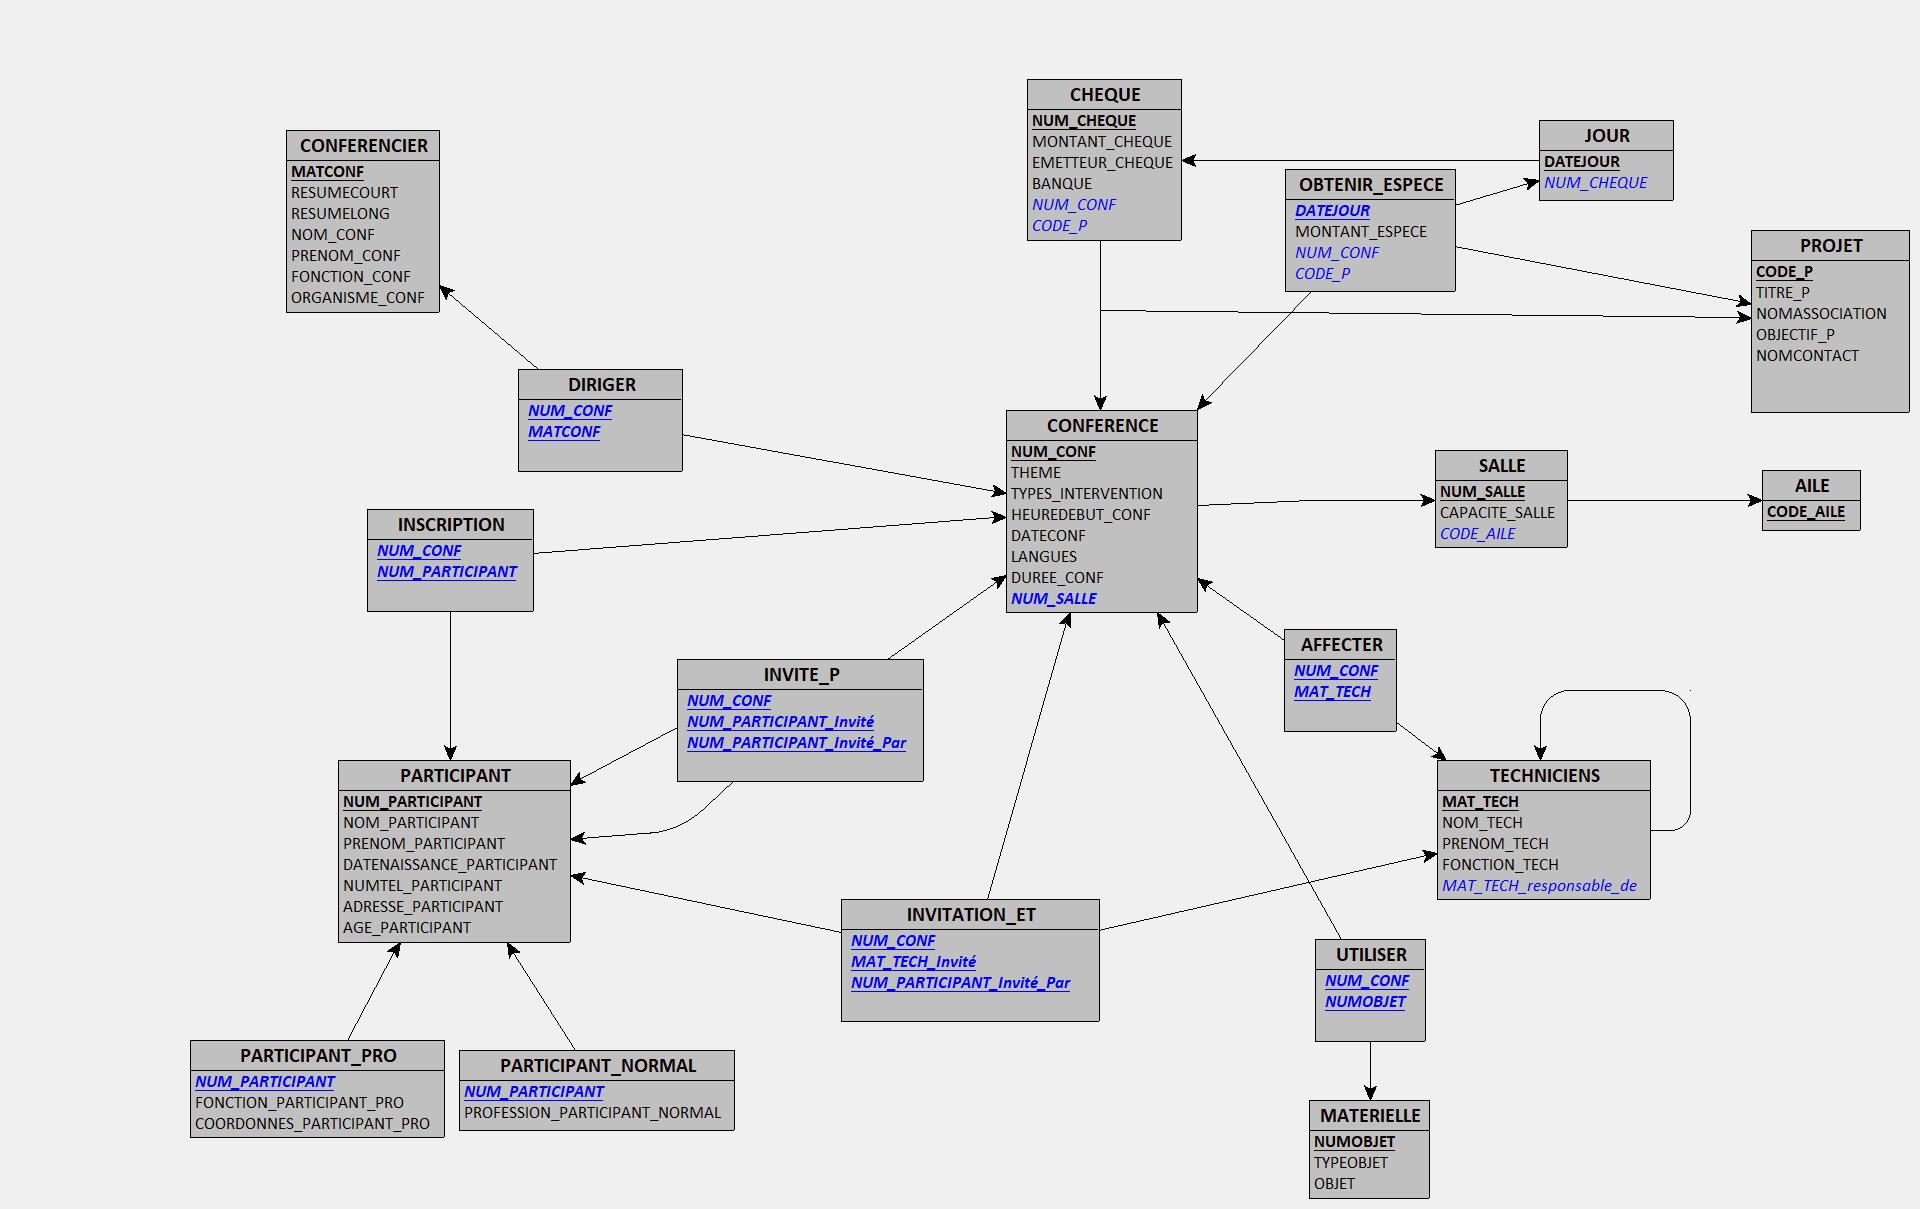 CHEQUE
NUM_CHEQUE
MONTANT_CHEQUE
EMETTEUR_CHEQUE
BANQUE
NUM_CONF
CODE_P
JOUR
DATEJOUR
NUM_CHEQUE
CONFERENCIER
MATCONF
RESUMECOURT
RESUMELONG
NOM_CONF
PRENOM_CONF
FONCTION_CONF
ORGANISME_CONF
OBTENIR_ESPECE
DATEJOUR
MONTANT_ESPECE
NUM_CONF
CODE_P
PROJET
CODE_P
TITRE_P
NOMASSOCIATION
OBJECTIF_P
NOMCONTACT
DIRIGER
NUM_CONF
MATCONF
CONFERENCE
NUM_CONF
THEME
TYPES_INTERVENTION
HEUREDEBUT_CONF
DATECONF
LANGUES
DUREE_CONF
NUM_SALLE
SALLE
NUM_SALLE
CAPACITE_SALLE
CODE_AILE
AILE
CODE_AILE
INSCRIPTION
NUM_CONF
NUM_PARTICIPANT
INVITE_P
NUM_CONF
NUM_PARTICIPANT_Invité
NUM_PARTICIPANT_Invité_Par
AFFECTER
NUM_CONF
MAT_TECH
PARTICIPANT
NUM_PARTICIPANT
NOM_PARTICIPANT
PRENOM_PARTICIPANT
DATENAISSANCE_PARTICIPANT
NUMTEL_PARTICIPANT
ADRESSE_PARTICIPANT
AGE_PARTICIPANT
TECHNICIENS
MAT_TECH
NOM_TECH
PRENOM_TECH
FONCTION_TECH
MAT_TECH_responsable_de
INVITATION_ET
NUM_CONF
MAT_TECH_Invité
NUM_PARTICIPANT_Invité_Par
UTILISER
NUM_CONF
NUMOBJET
PARTICIPANT_PRO
NUM_PARTICIPANT
FONCTION_PARTICIPANT_PRO
COORDONNES_PARTICIPANT_PRO
PARTICIPANT_NORMAL
NUM_PARTICIPANT
PROFESSION_PARTICIPANT_NORMAL
MATERIELLE
NUMOBJET
TYPEOBJET
OBJET